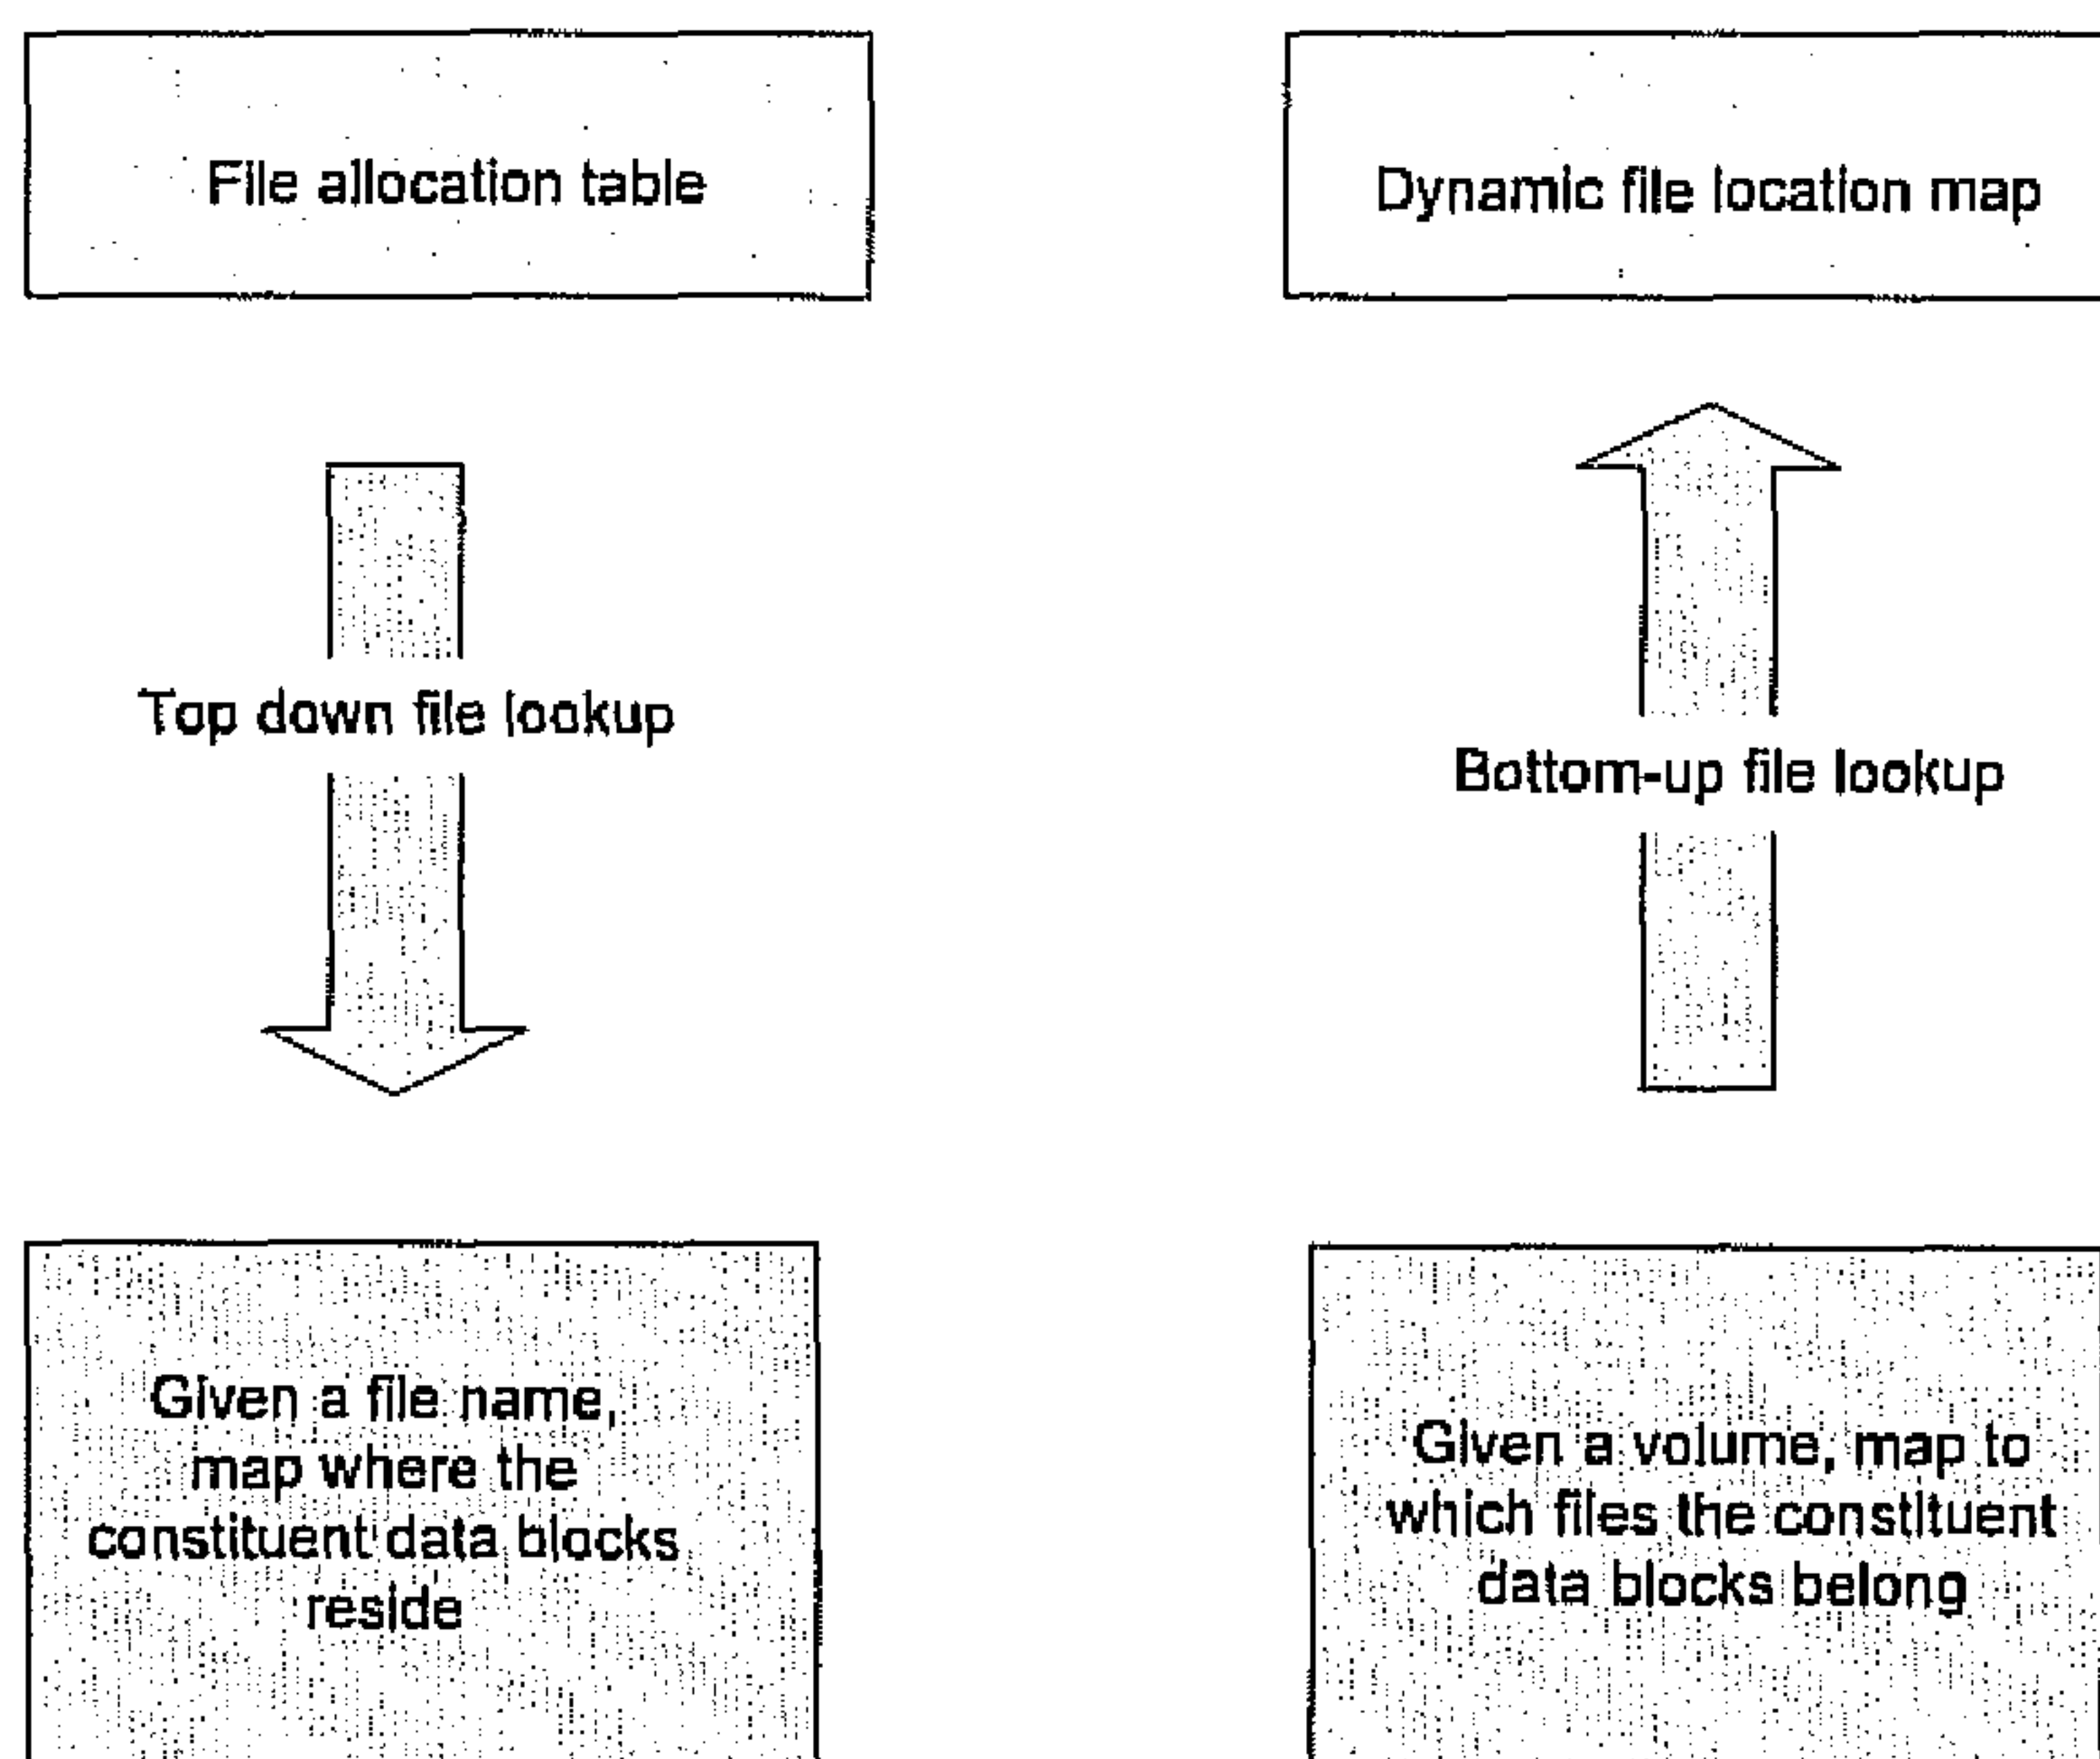 File allocation table
Dynamic file location map
Top down file lookup
Bottom-up file lookup
Given a file name,
map where the
constituent data blocks
reside
Given a volume, map to
which files the constituent
data blocks belong